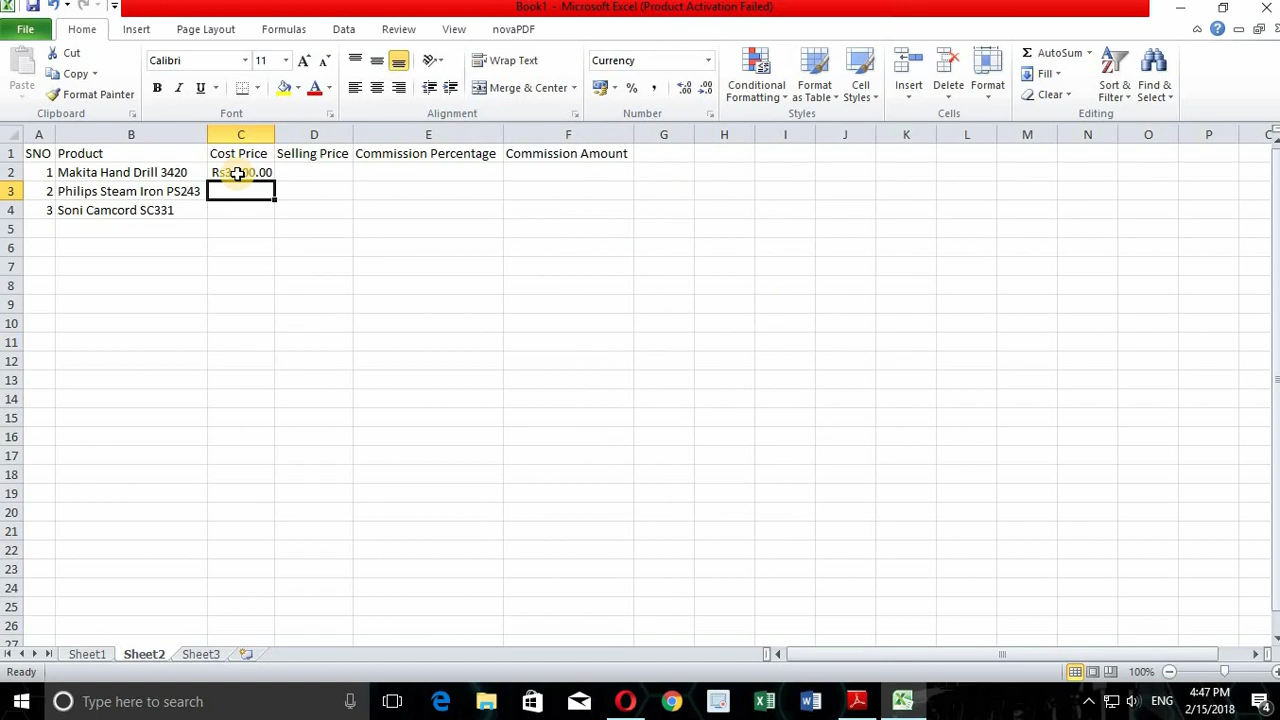 Book1 - Microsoft Excel (Product Activation Failed)
File Home Insert Page Layout Formulas Data Review View novaPDF
Paste
Cut
Copy
Format Painter
Clipboard
Calibri 11
B I U
Font
Wrap Text
Merge & Center
Alignment
Currency
% ,
Number
Conditional Formatting
Format as Table
Cell Styles
Styles
Insert Delete Format
Cells
Σ AutoSum
Fill
Clear
Sort & Filter
Find & Select
Editing
A B C D E F G H I J K L M N O P
1 SNO Product Cost Price Selling Price Commission Percentage Commission Amount
2 1 Makita Hand Drill 3420
3 2 Philips Steam Iron PS243
4 3 Soni Camcord SC331
5
6
7
8
9
10
11
12
13
14
15
16
17
18
19
20
21
22
23
24
25
26
27
Sheet1 Sheet2 Sheet3
Ready 100%
Type here to search
ENG
4:47 PM
2/15/2018
4